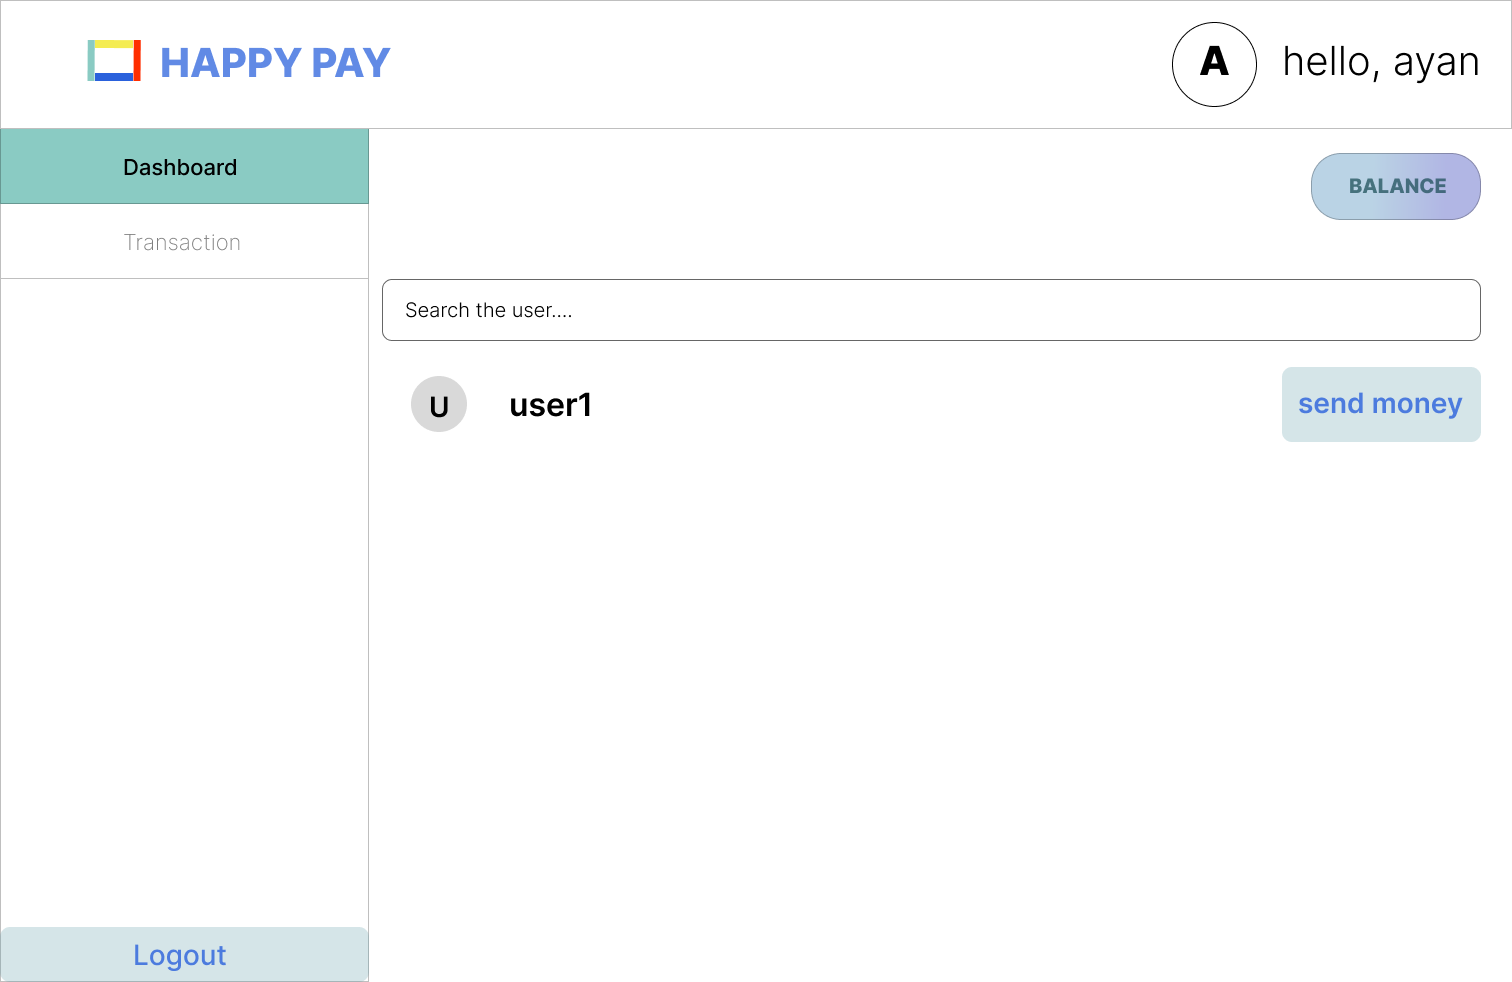 HAPPY PAY
A
hello, ayan
Dashboard
BALANCE
Transaction
Search the user....
U
user1
send money
Logout